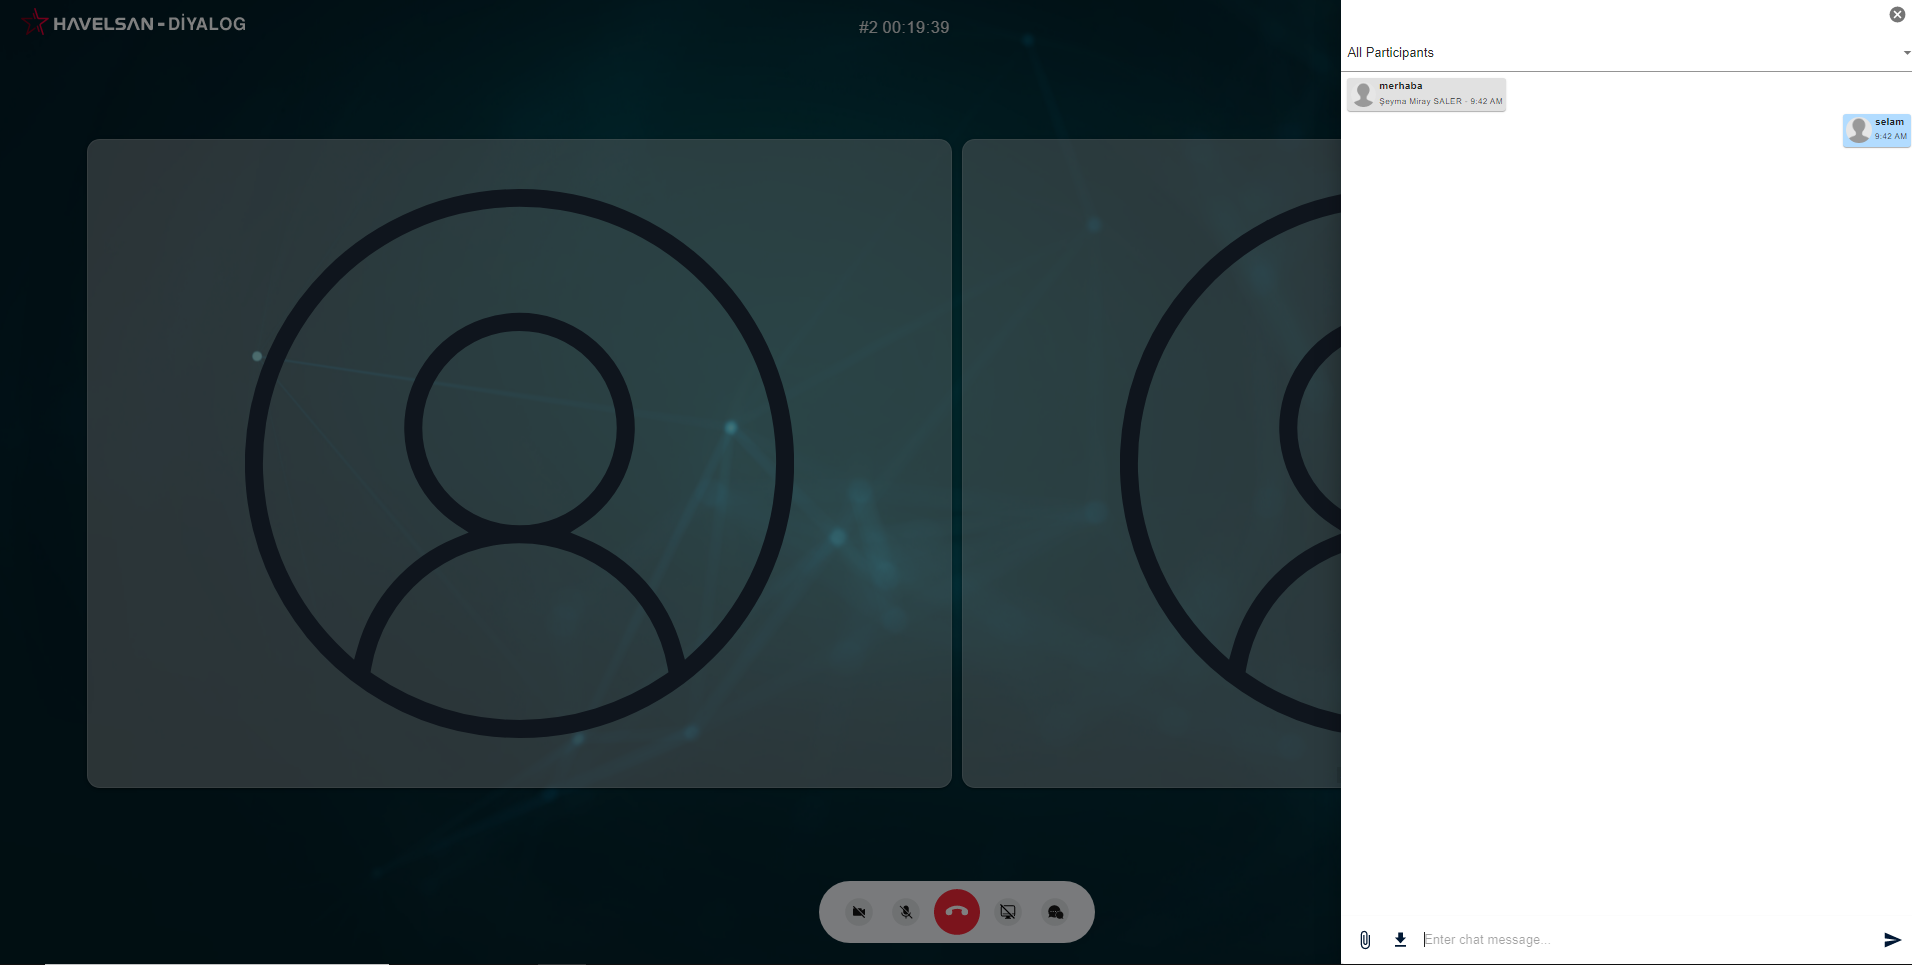 HAVELSAN - DİYALOG
#2 00:19:39
All Participants
merhaba
Şeyma Miray SALER - 9:42 AM
selam
9:42 AM
Enter chat message...